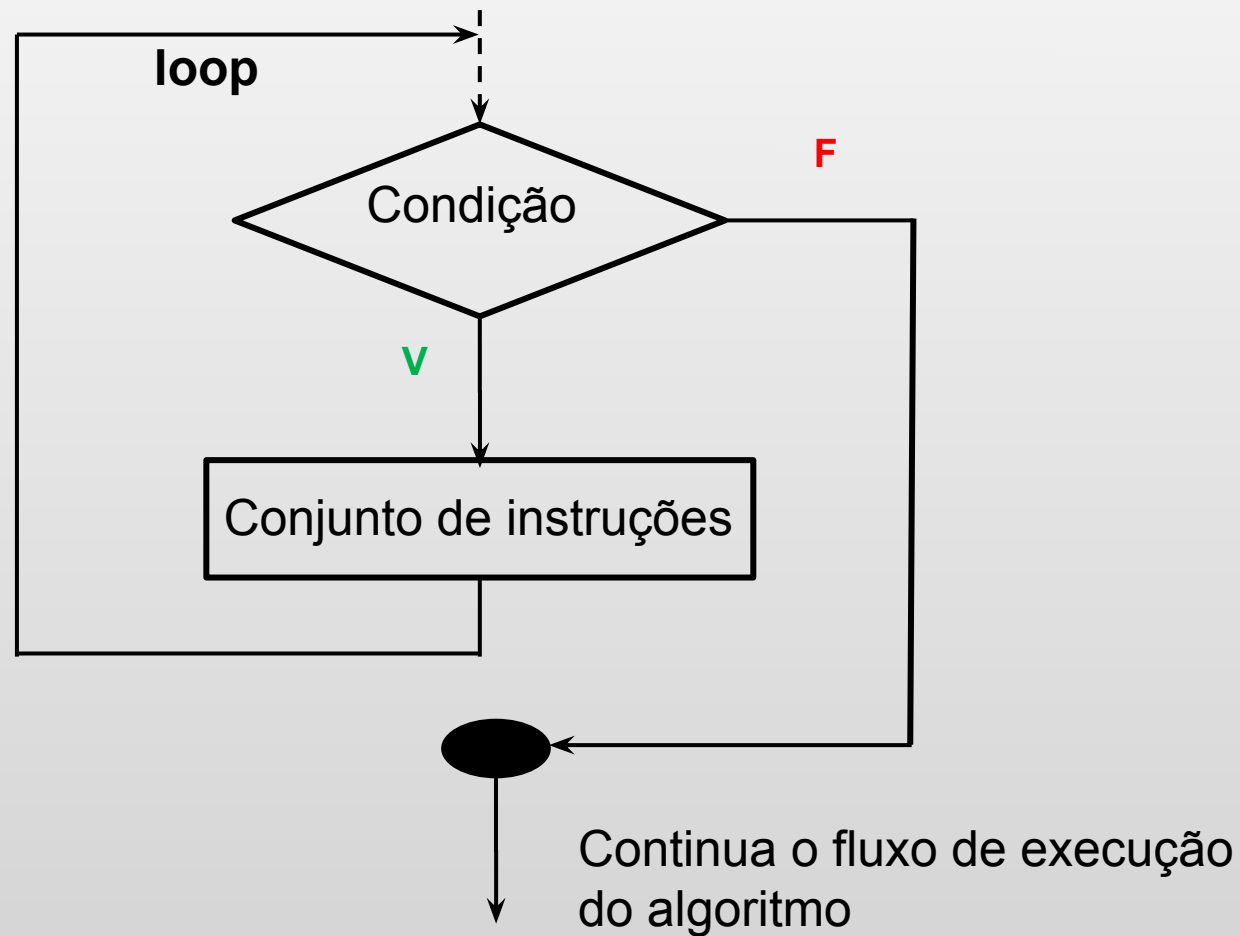 loop
F
Condição
V
Conjunto de instruções
Continua o fluxo de execução
do algoritmo